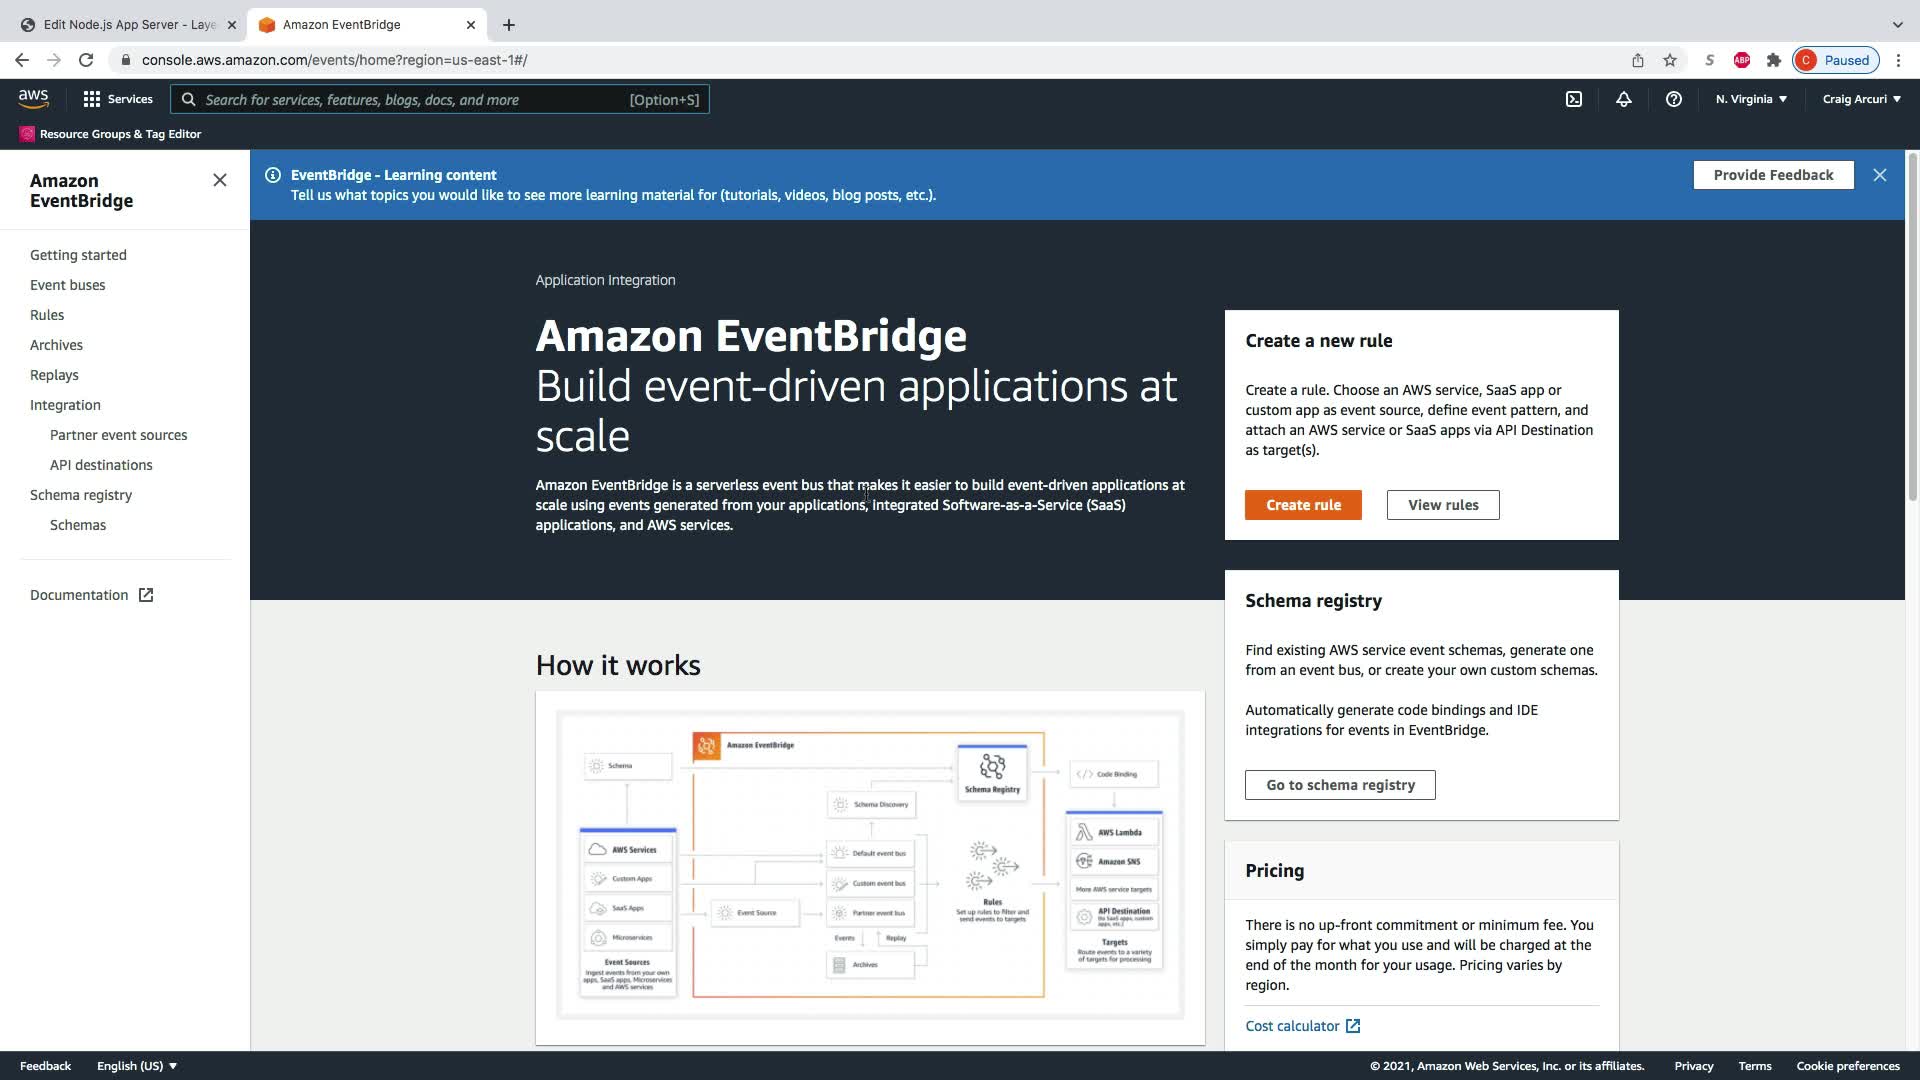 Edit Node.js App Server - Laye
Amazon EventBridge
console.aws.amazon.com/events/home?region=us-east-1#/
S
ABP
C
Paused
aws
Services
Search for services, features, blogs, docs, and more
[Option+S]
N. Virginia
Craig Arcuri
Resource Groups & Tag Editor
Amazon
EventBridge
Getting started
Event buses
Rules
Archives
Replays
Integration
Partner event sources
API destinations
Schema registry
Schemas
Documentation
EventBridge - Learning content
Tell us what topics you would like to see more learning material for (tutorials, videos, blog posts, etc.).
Provide Feedback
Application Integration
Amazon EventBridge
Build event-driven applications at
scale
Amazon EventBridge is a serverless event bus that makes it easier to build event-driven applications at
scale using events generated from your applications, integrated Software-as-a-Service (SaaS)
applications, and AWS services.
Create a new rule
Create a rule. Choose an AWS service, SaaS app or
custom app as event source, define event pattern, and
attach an AWS service or SaaS apps via API Destination
as target(s).
Create rule
View rules
Schema registry
Find existing AWS service event schemas, generate one
from an event bus, or create your own custom schemas.
Automatically generate code bindings and IDE
integrations for events in EventBridge.
Go to schema registry
Pricing
There is no up-front commitment or minimum fee. You
simply pay for what you use and will be charged at the
end of the month for your usage. Pricing varies by
region.
Cost calculator
How it works
Amazon EventBridge
Schema
Schema Registry
Code Binding
Schema Discovery
AWS Services
Custom Apps
SaaS Apps
Microservices
Event Sources
Ingest events from your own
apps, SaaS apps, Microservices
and AWS services
Event Source
Default event bus
Custom event bus
Partner event bus
Events
Replay
Archives
Rules
Set up rules to filter and
send events to targets
AWS Lambda
Amazon SNS
More AWS service targets
API Destination
(to SaaS apps, custom
apps, etc.)
Targets
Route events to a variety
of targets for processing
Feedback
English (US)
© 2021, Amazon Web Services, Inc. or its affiliates.
Privacy
Terms
Cookie preferences